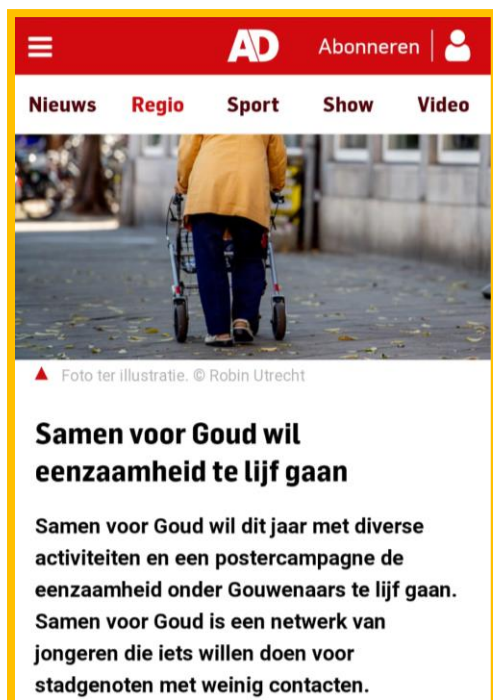 AD
Abonneren
Nieuws Regio Sport Show Video
Foto ter illustratie. © Robin Utrecht
Samen voor Goud wil
eenzaamheid te lijf gaan
Samen voor Goud wil dit jaar met diverse
activiteiten en een postercampagne de
eenzaamheid onder Gouwenaars te lijf gaan.
Samen voor Goud is een netwerk van
jongeren die iets willen doen voor
stadgenoten met weinig contacten.